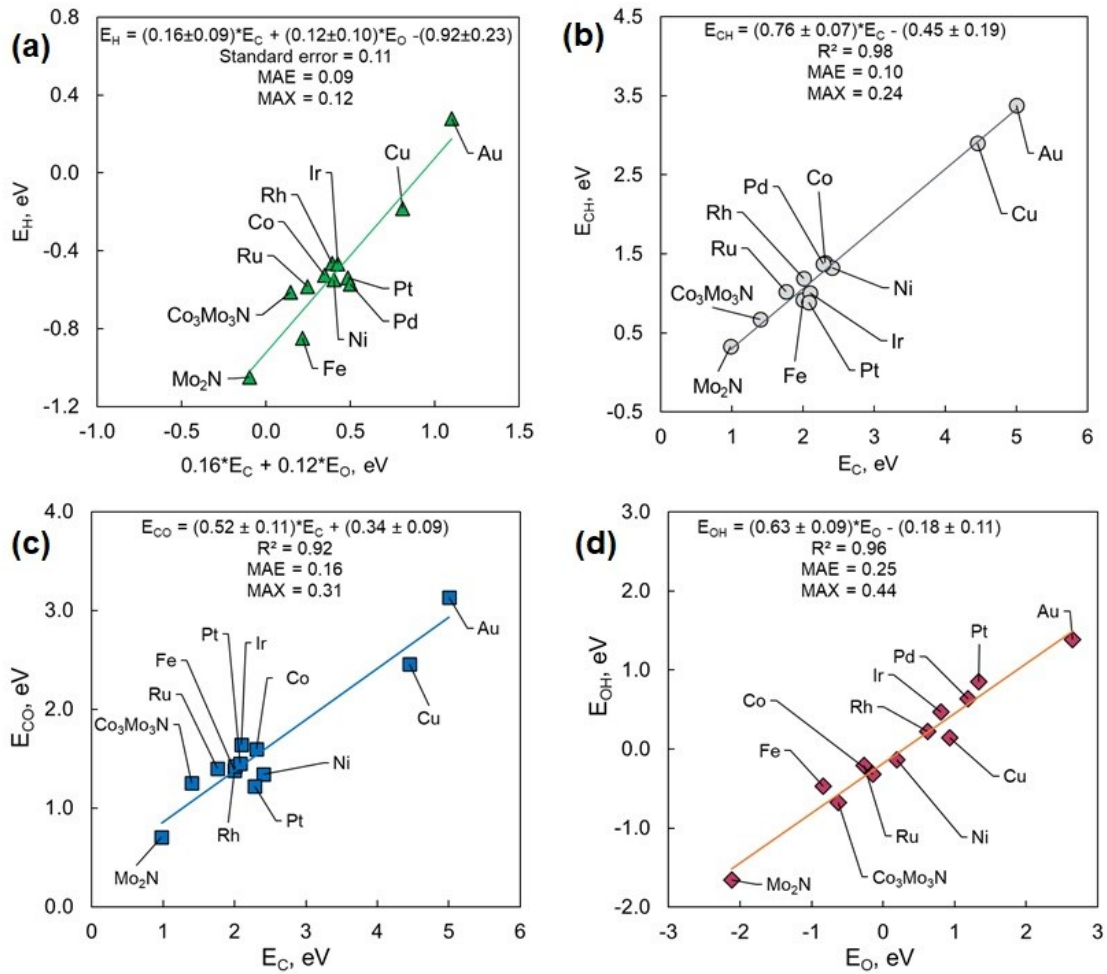 (a)
E_H = (0.16±0.09)*E_C + (0.12±0.10)*E_O -(0.92±0.23)
Standard error = 0.11
MAE = 0.09
MAX = 0.12
E_H, eV
0.8
0.4
0.0
-0.4
-0.8
-1.2
Au
Cu
Ir
Rh
Co
Ru
Pt
Co₃Mo₃N
Pd
Ni
Fe
Mo₂N
-1.0
-0.5
0.0
0.5
1.0
1.5
0.16*E_C + 0.12*E_O, eV
(b)
E_CH = (0.76 ± 0.07)*E_C - (0.45 ± 0.19)
R² = 0.98
MAE = 0.10
MAX = 0.24
E_CH, eV
4.5
3.5
2.5
1.5
0.5
-0.5
Au
Co
Pd
Cu
Rh
Ru
Ni
Co₃Mo₃N
Ir
Mo₂N
Fe
Pt
0
1
2
3
4
5
6
E_C, eV
(c)
E_CO = (0.52 ± 0.11)*E_C + (0.34 ± 0.09)
R² = 0.92
MAE = 0.16
MAX = 0.31
E_CO, eV
4.0
3.0
2.0
1.0
0.0
Pt
Ir
Au
Fe
Co
Ru
Cu
Co₃Mo₃N
Ni
Rh
Pt
Mo₂N
0
1
2
3
4
5
6
E_C, eV
(d)
E_OH = (0.63 ± 0.09)*E_O - (0.18 ± 0.11)
R² = 0.96
MAE = 0.25
MAX = 0.44
E_OH, eV
3.0
2.0
1.0
0.0
-1.0
-2.0
Au
Pt
Pd
Ir
Co
Rh
Fe
Cu
Ru
Ni
Mo₂N
Co₃Mo₃N
-3
-2
-1
0
1
2
3
E_O, eV